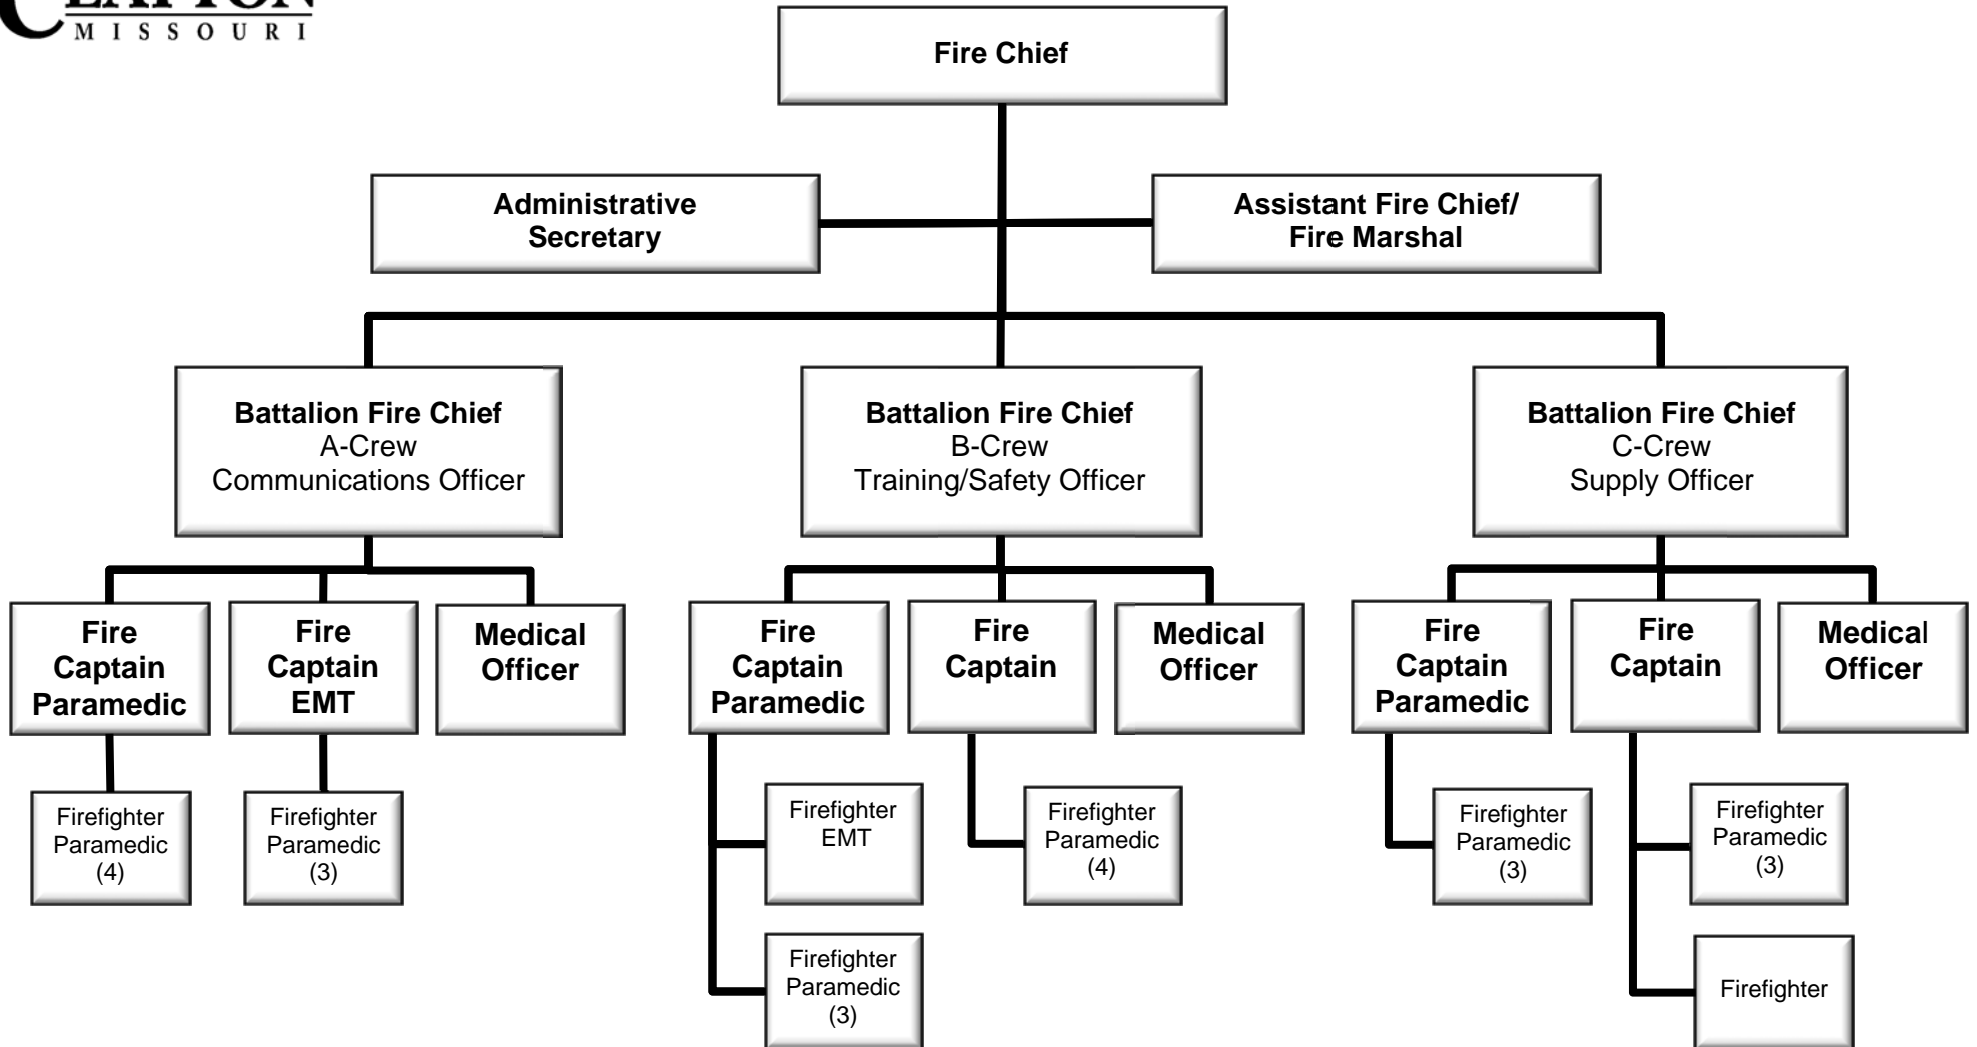 CLAYTON
MISSOURI
Fire Chief
Administrative
Secretary
Assistant Fire Chief/
Fire Marshal
Battalion Fire Chief
A-Crew
Communications Officer
Battalion Fire Chief
B-Crew
Training/Safety Officer
Battalion Fire Chief
C-Crew
Supply Officer
Fire
Captain
Paramedic
Fire
Captain
EMT
Medical
Officer
Fire
Captain
Paramedic
Fire
Captain
Medical
Officer
Fire
Captain
Paramedic
Fire
Captain
Medical
Officer
Firefighter
Paramedic
(4)
Firefighter
Paramedic
(3)
Firefighter
EMT
Firefighter
Paramedic
(4)
Firefighter
Paramedic
(3)
Firefighter
Paramedic
(3)
Firefighter
Paramedic
(3)
Firefighter